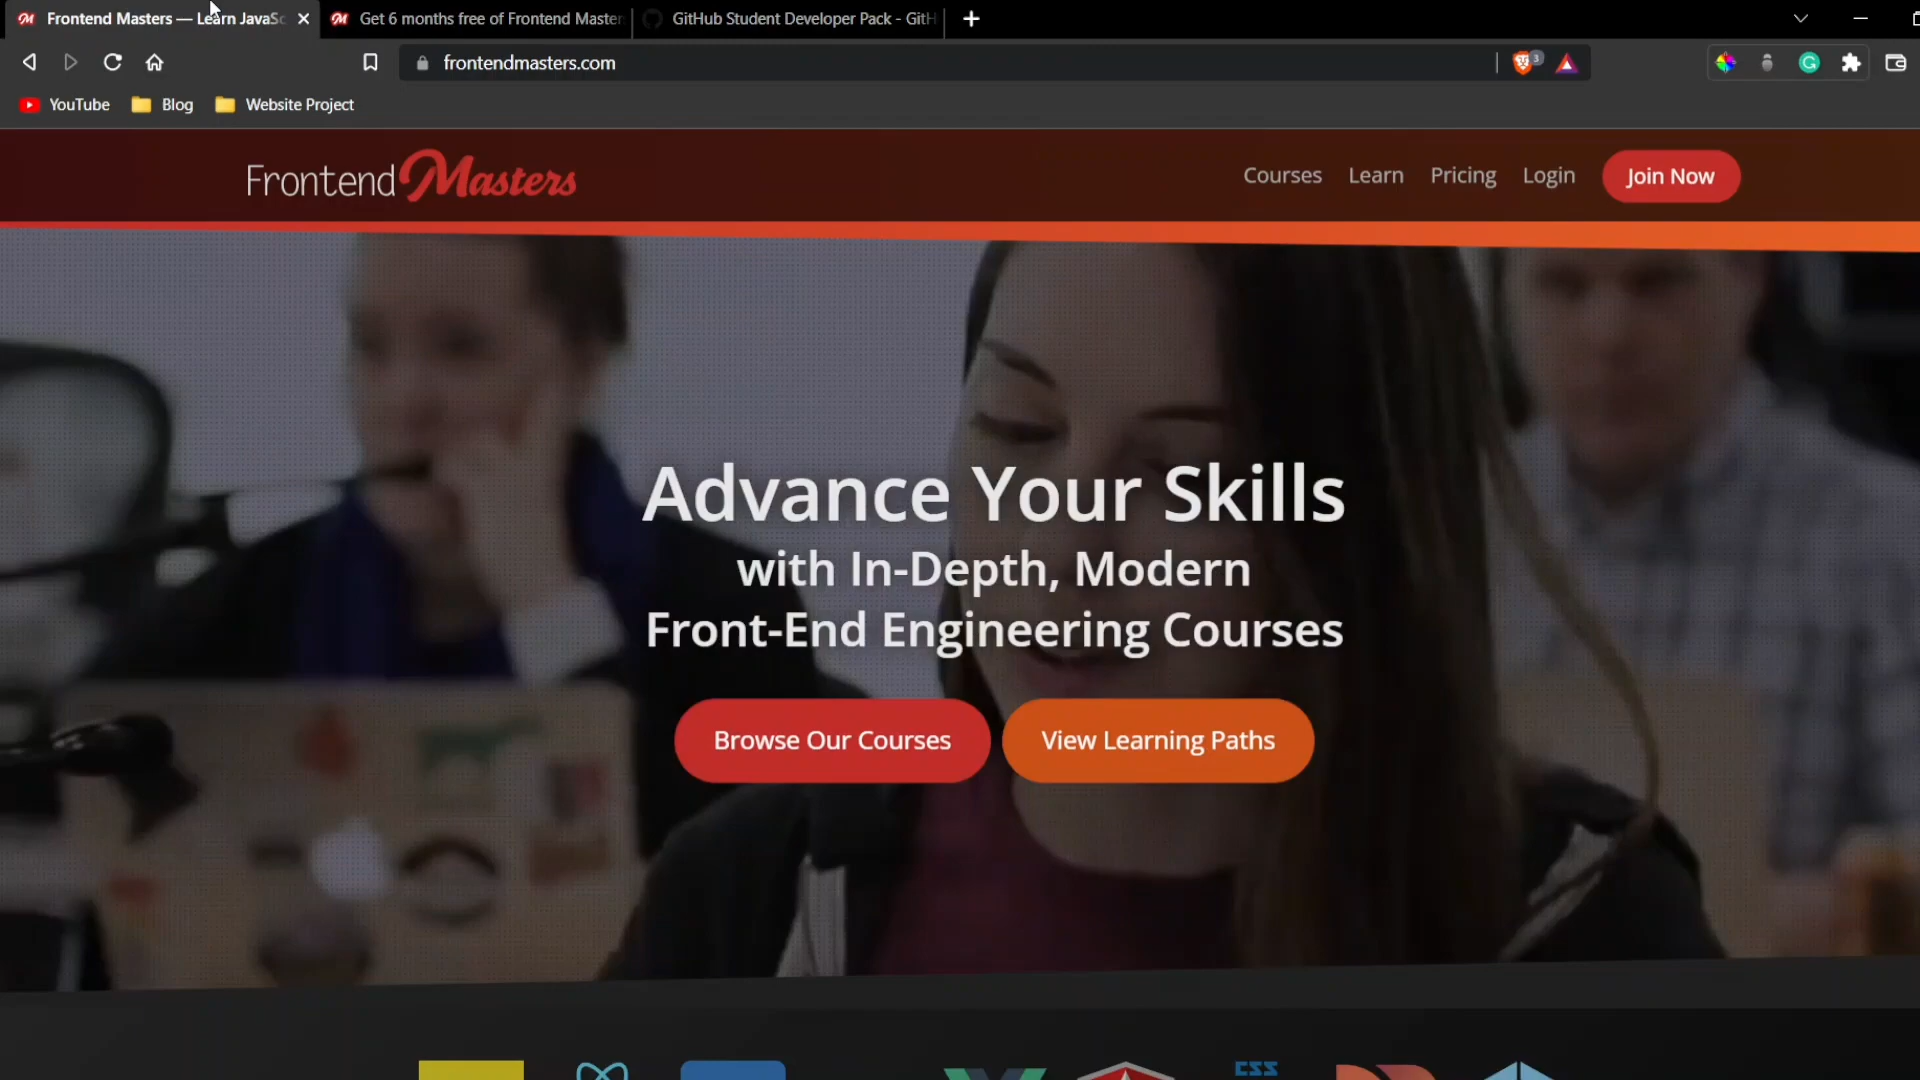 Frontend Masters — Learn JavaSc
Get 6 months free of Frontend Master
GitHub Student Developer Pack - GitH
frontendmasters.com
3
YouTube
Blog
Website Project
Frontend Masters
Courses
Learn
Pricing
Login
Join Now
Advance Your Skills
with In-Depth, Modern
Front-End Engineering Courses
Browse Our Courses
View Learning Paths
CSS